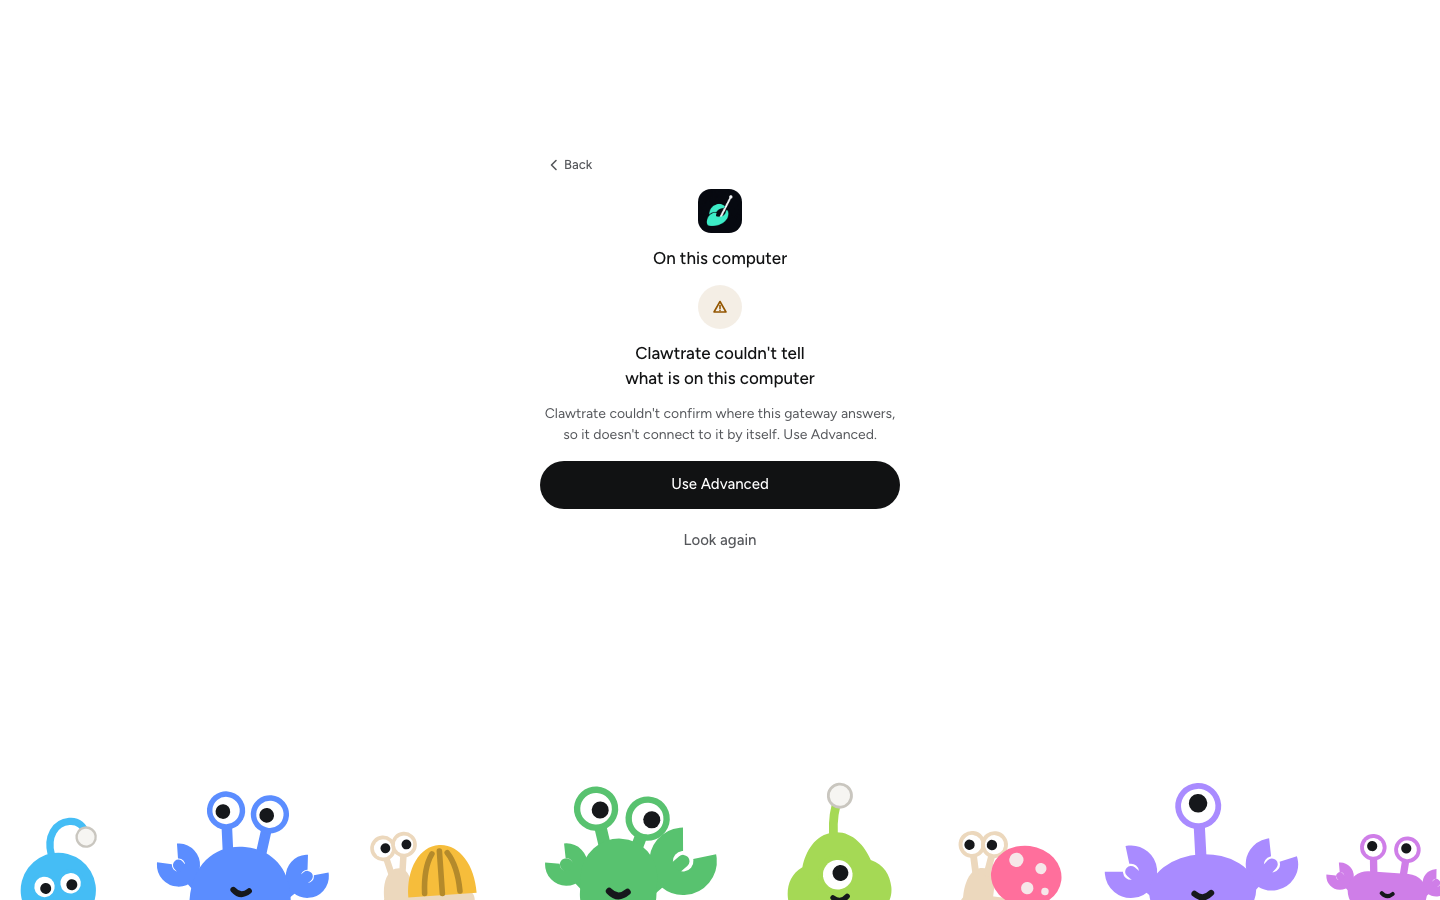 Back
On this computer
Clawtrate couldn't tell
what is on this computer
Clawtrate couldn't confirm where this gateway answers,
so it doesn't connect to it by itself. Use Advanced.
Use Advanced
Look again